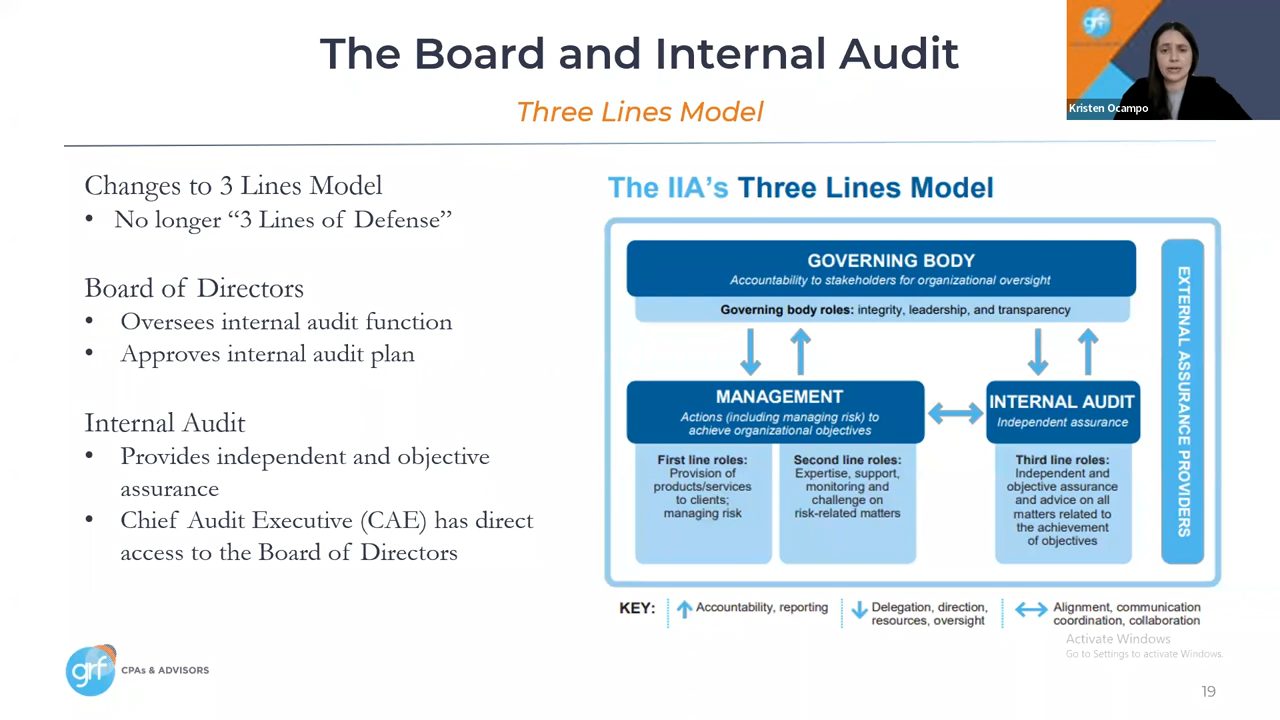 The Board and Internal Audit
Three Lines Model
grf
Kristen Ocampo
Changes to 3 Lines Model
• No longer “3 Lines of Defense”
Board of Directors
• Oversees internal audit function
• Approves internal audit plan
Internal Audit
• Provides independent and objective
assurance
• Chief Audit Executive (CAE) has direct
access to the Board of Directors
The IIA’s Three Lines Model
GOVERNING BODY
Accountability to stakeholders for organizational oversight
Governing body roles: integrity, leadership, and transparency
MANAGEMENT
Actions (including managing risk) to
achieve organizational objectives
First line roles:
Provision of
products/services
to clients;
managing risk
Second line roles:
Expertise, support,
monitoring and
challenge on
risk-related matters
INTERNAL AUDIT
Independent assurance
Third line roles:
Independent and
objective assurance
and advice on all
matters related to
the achievement
of objectives
EXTERNAL ASSURANCE PROVIDERS
KEY:
Accountability, reporting
Delegation, direction,
resources, oversight
Alignment, communication
coordination, collaboration
Activate Windows
Go to Settings to activate Windows.
grf
CPAs & ADVISORS
19